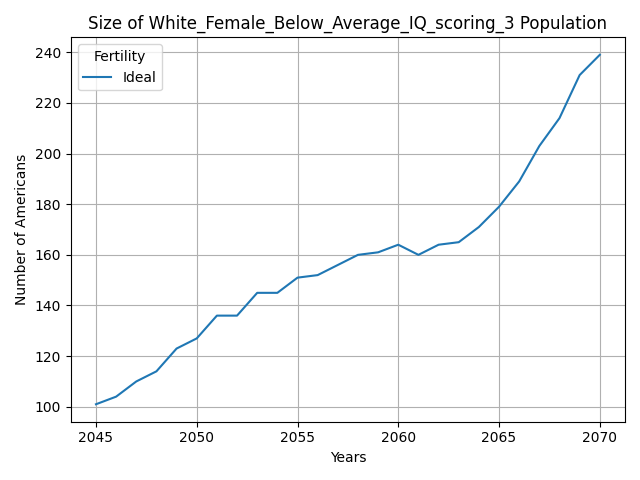 Size of White_Female_Below_Average_IQ_scoring_3 Population
Fertility
Ideal
Number of Americans
240
220
200
180
160
140
120
100
2045 2050 2055 2060 2065 2070
Years